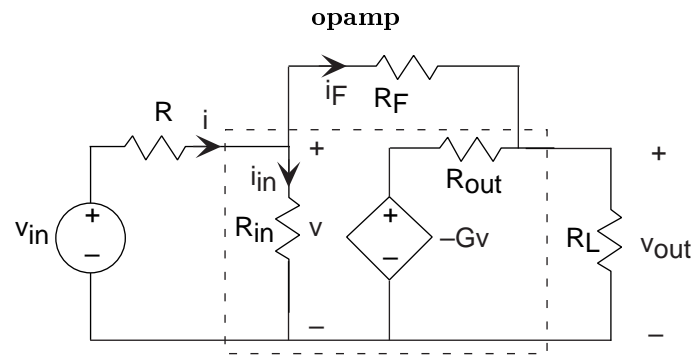 opamp
R i
iF RF
+ +
iin
Rin v
+
–
–Gv
Rout
RL vout
vin
+
–
– –